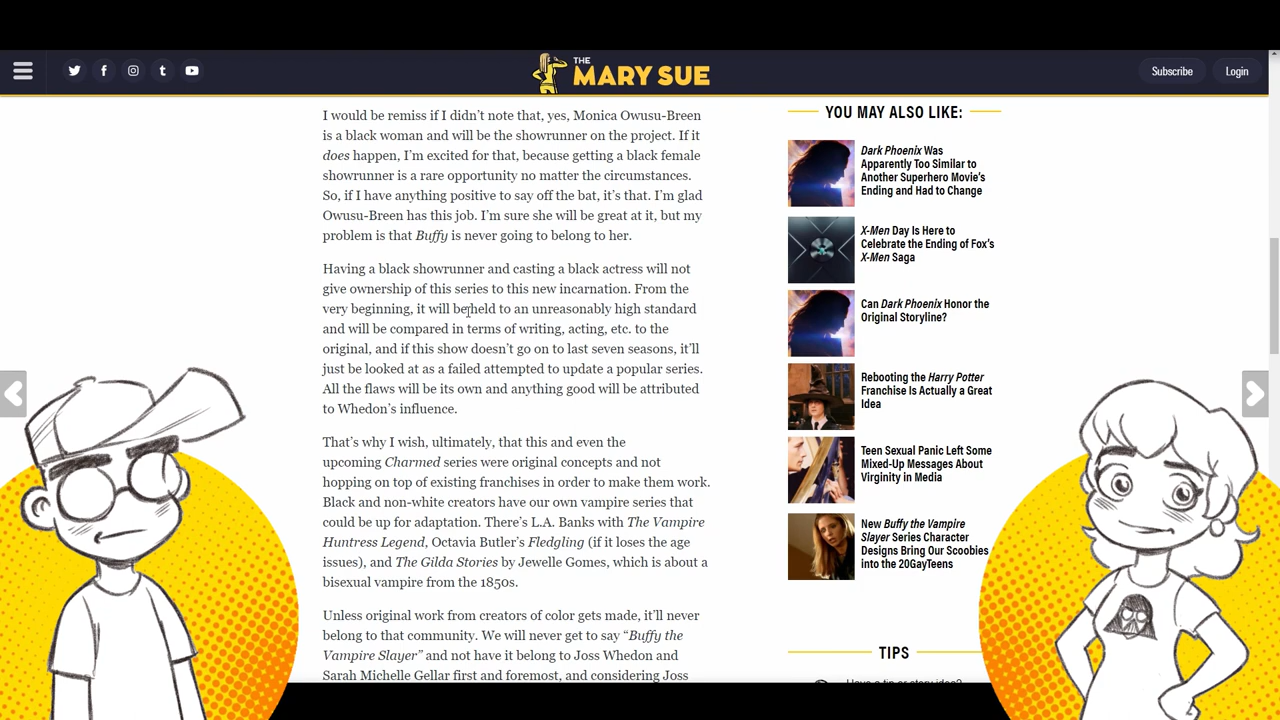 THE
MARY SUE
Subscribe
Login
I would be remiss if I didn't note that, yes, Monica Owusu-Breen
is a black woman and will be the showrunner on the project. If it
does happen, I'm excited for that, because getting a black female
showrunner is a rare opportunity no matter the circumstances.
So, if I have anything positive to say off the bat, it's that. I'm glad
Owusu-Breen has this job. I'm sure she will be great at it, but my
problem is that Buffy is never going to belong to her.
Having a black showrunner and casting a black actress will not
give ownership of this series to this new incarnation. From the
very beginning, it will be held to an unreasonably high standard
and will be compared in terms of writing, acting, etc. to the
original, and if this show doesn't go on to last seven seasons, it'll
just be looked at as a failed attempted to update a popular series.
All the flaws will be its own and anything good will be attributed
to Whedon's influence.
That's why I wish, ultimately, that this and even the
upcoming Charmed series were original concepts and not
hopping on top of existing franchises in order to make them work.
Black and non-white creators have our own vampire series that
could be up for adaptation. There's L.A. Banks with The Vampire
Huntress Legend, Octavia Butler's Fledgling (if it loses the age
issues), and The Gilda Stories by Jewelle Gomes, which is about a
bisexual vampire from the 1850s.
Unless original work from creators of color gets made, it'll never
belong to that community. We will never get to say "Buffy the
Vampire Slayer" and not have it belong to Joss Whedon and
Sarah Michelle Gellar first and foremost, and considering Joss
YOU MAY ALSO LIKE:
Dark Phoenix Was
Apparently Too Similar to
Another Superhero Movie's
Ending and Had to Change
X-Men Day Is Here to
Celebrate the Ending of Fox's
X-Men Saga
Can Dark Phoenix Honor the
Original Storyline?
Rebooting the Harry Potter
Franchise Is Actually a Great
Idea
Teen Sexual Panic Left Some
Mixed-Up Messages About
Virginity in Media
New Buffy the Vampire
Slayer Series Character
Designs Bring Our Scoobies
into the 20GayTeens
TIPS
Have a tip or story idea?